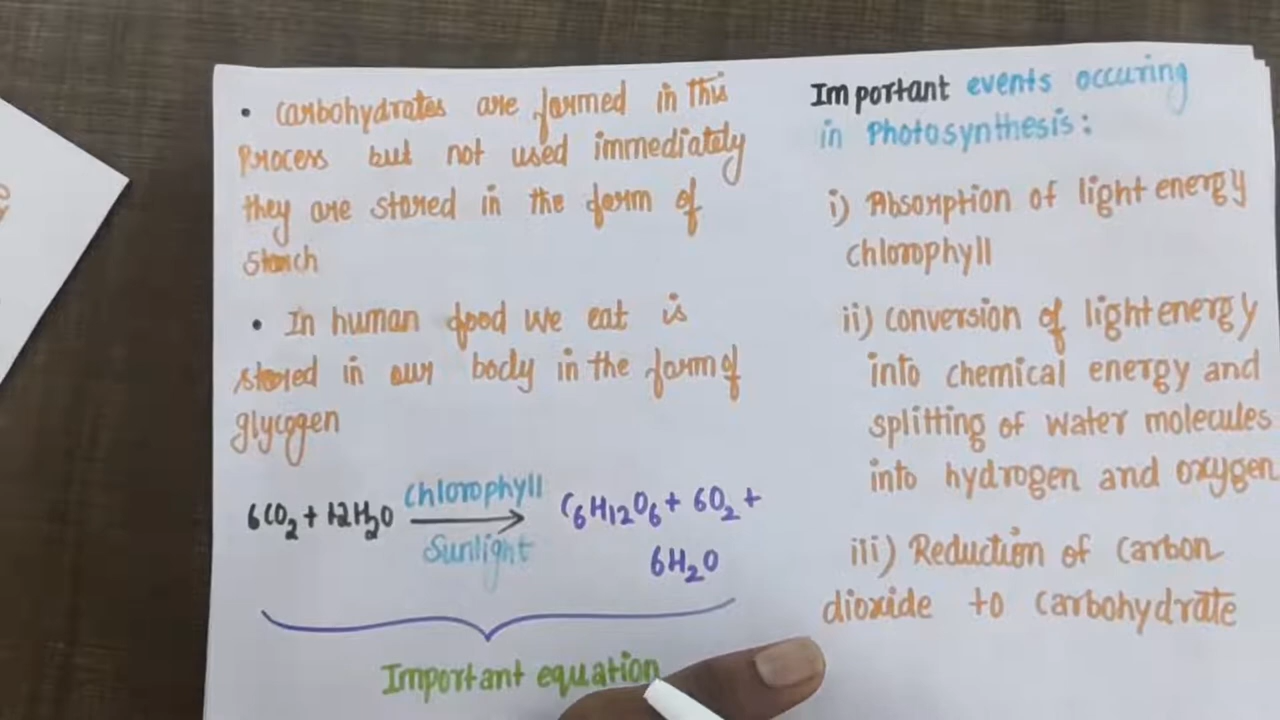 • Carbohydrates are formed in this
Process but not used immediately
they are stored in the form of
Starch
• In human food we eat is
stored in our body in the form of
glycogen
6CO₂ + 12H₂O Chlorophyll Sunlight → C₆H₁₂O₆ + 6O₂ +
6H₂O
Important equation
Important events occuring
in Photosynthesis:
i) Absorption of light energy
chlorophyll
ii) conversion of light energy
into chemical energy and
splitting of water molecules
into hydrogen and oxygen
iii) Reduction of carbon
dioxide to carbohydrate